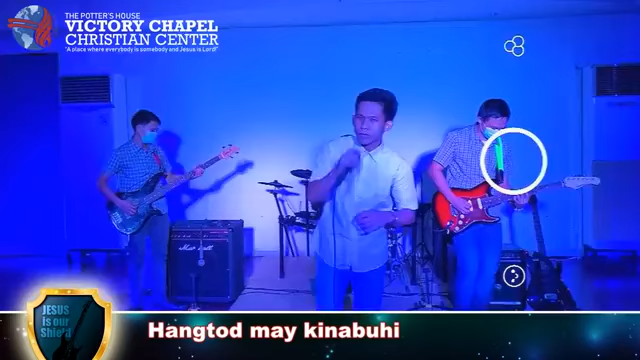 THE POTTER'S HOUSE
VICTORY CHAPEL
CHRISTIAN CENTER
"A place where everybody is somebody and Jesus is Lord!"
Marshall
JESUS
is our
Shield
Hangtod may kinabuhi